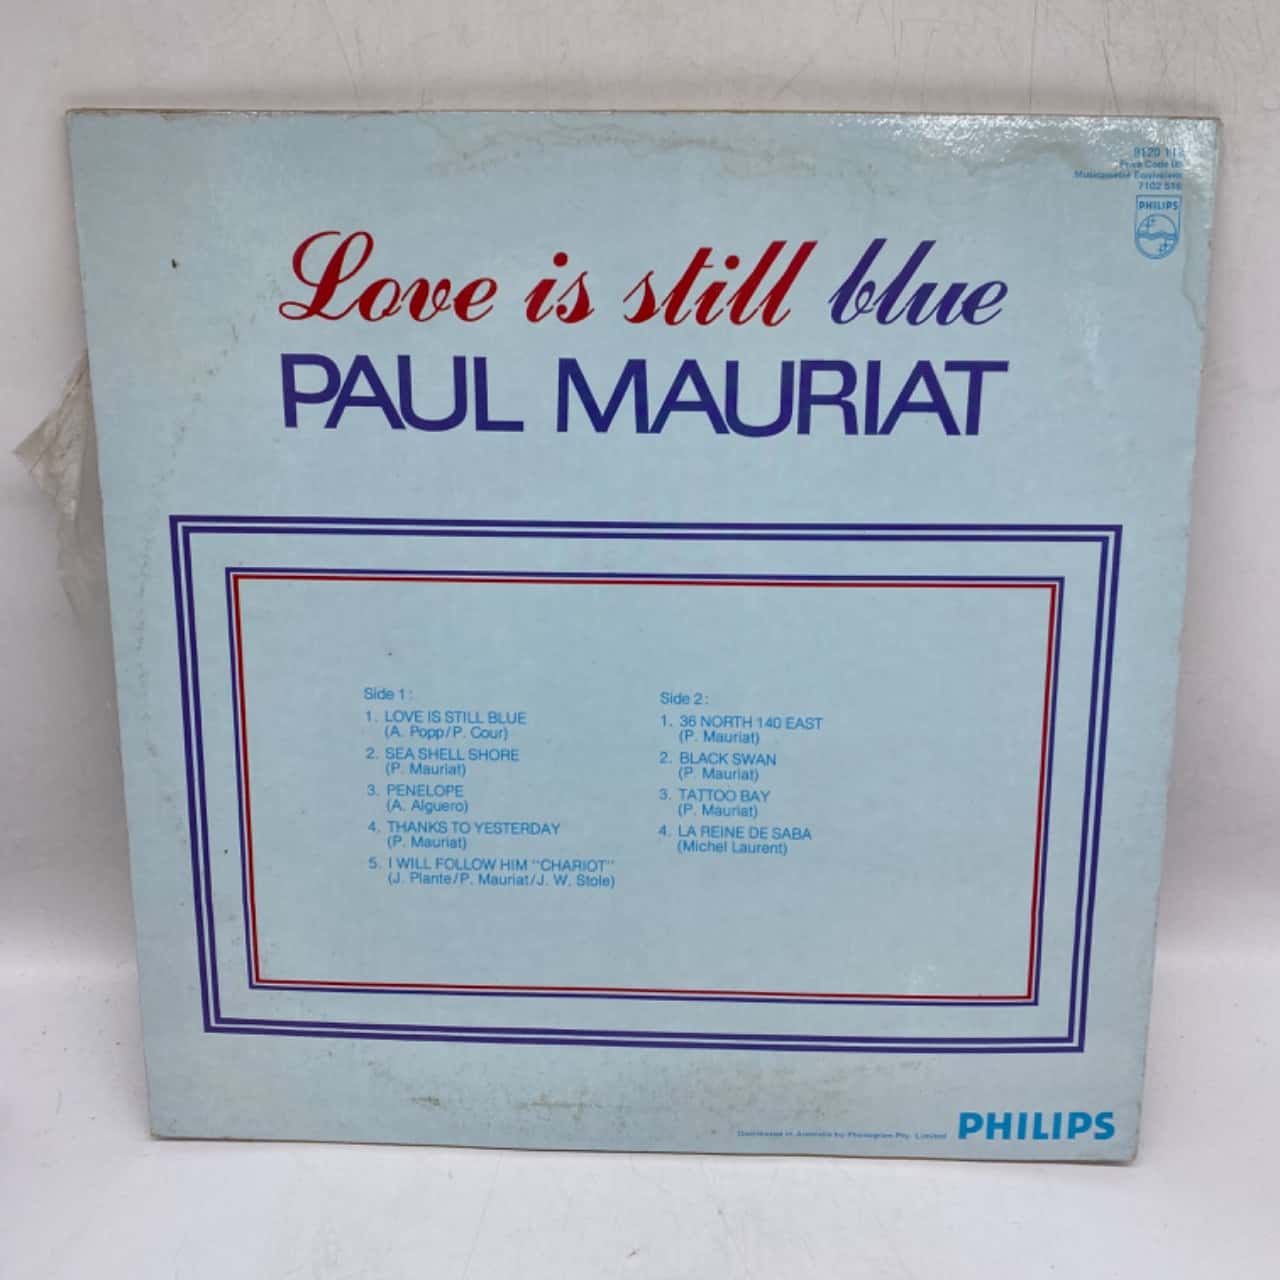 9120 112
Price Code
Musicassette Equivalent
7102 516
PHILIPS
Love is still blue
PAUL MAURIAT
Side 1:
1. LOVE IS STILL BLUE
(A. Popp/P. Cour)
2. SEA SHELL SHORE
(P. Mauriat)
3. PENELOPE
(A. Alguero)
4. THANKS TO YESTERDAY
(P. Mauriat)
5. I WILL FOLLOW HIM "CHARIOT"
(J. Plante/P. Mauriat/J. W. Stole)
Side 2:
1. 36 NORTH 140 EAST
(P. Mauriat)
2. BLACK SWAN
(P. Mauriat)
3. TATTOO BAY
(P. Mauriat)
4. LA REINE DE SABA
(Michel Laurent)
Distributed in Australia by Phonogram Pty. Limited
PHILIPS